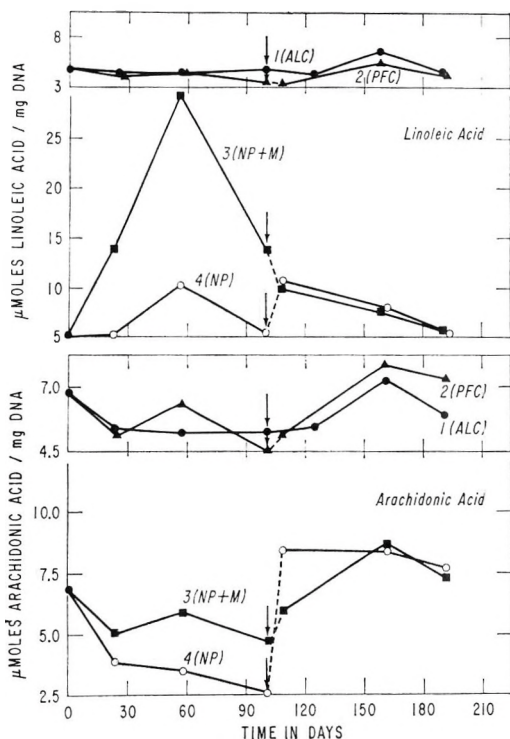 8
3
1(ALC)
2(PFC)
μMOLES LINOLEIC ACID / mg DNA
Linoleic Acid
25
20
15
10
5
3(NP+M)
4(NP)
7.0
4.5
2(PFC)
1(ALC)
μMOLES ARACHIDONIC ACID / mg DNA
Arachidonic Acid
10.0
7.5
5.0
2.5
3(NP+M)
4(NP)
0 30 60 90 120 150 180 210
TIME IN DAYS